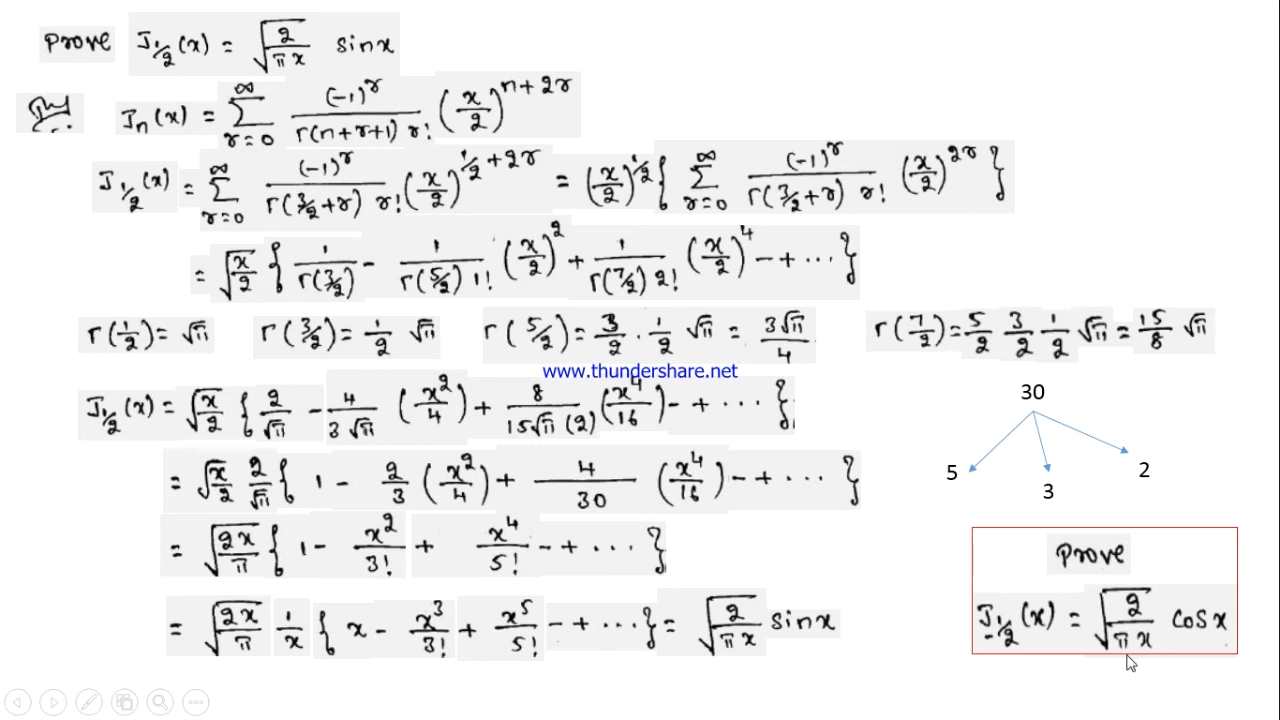 Prove J_{1/2}(x) = √(2/(πx)) sinx
J_n(x) = Σ_{r=0}^{∞} (-1)^r / (Γ(n+r+1) r!) (x/2)^{n+2r}
J_{1/2}(x) = Σ_{r=0}^{∞} (-1)^r / (Γ(3/2+r) r!) (x/2)^{1/2+2r} = (x/2)^{1/2} { Σ_{r=0}^{∞} (-1)^r / (Γ(3/2+r) r!) (x/2)^{2r} }
= √(x/2) { 1/Γ(3/2) - 1/(Γ(5/2) 1!) (x/2)^2 + 1/(Γ(7/2) 2!) (x/2)^4 - + ... }
Γ(1/2) = √π Γ(3/2) = 1/2 √π Γ(5/2) = 3/2 · 1/2 √π = 3√π/4 Γ(7/2) = 5/2 3/2 1/2 √π = 15/8 √π
www.thundershare.net
J_{1/2}(x) = √(x/2) { 2/√π - 4/(3√π) (x^2/4) + 8/(15√π (2)) (x^4/16) - + ... }
30
= √x/2 2/√π { 1 - 2/3 (x^2/4) + 4/30 (x^4/16) - + ... }
5 3 2
= √(2x/π) { 1 - x^2/3! + x^4/5! - + ... }
= √(2x/π) 1/x { x - x^3/3! + x^5/5! - + ... } = √(2/(πx)) sinx
Prove
J_{-1/2}(x) = √(2/(πx)) cosx